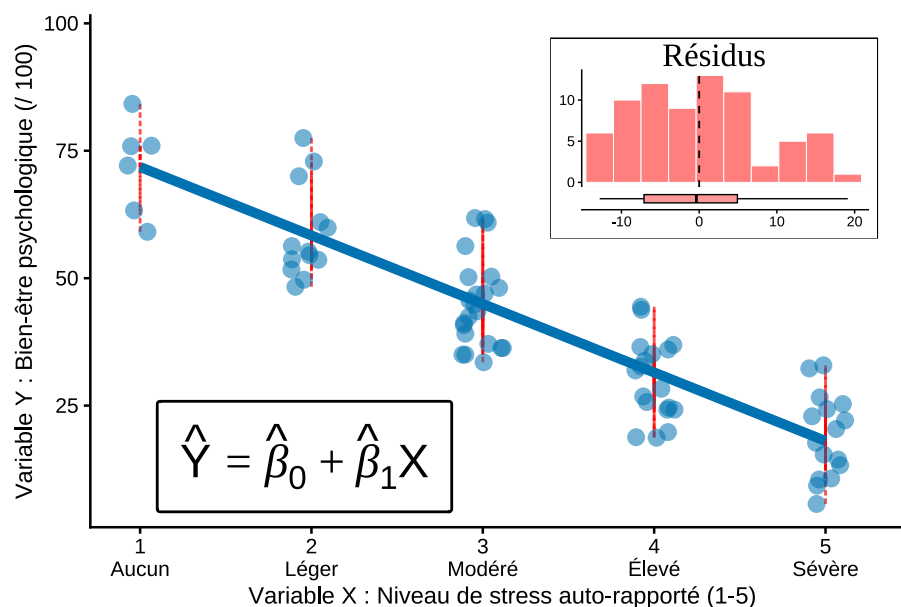 100
75
50
25
Variable Y : Bien-être psychologique (/ 100)
Résidus
10
5
0
-10 0 10 20
Ŷ = β̂₀ + β̂₁X
1 2 3 4 5
Aucun Léger Modéré Élevé Sévère
Variable X : Niveau de stress auto-rapporté (1-5)